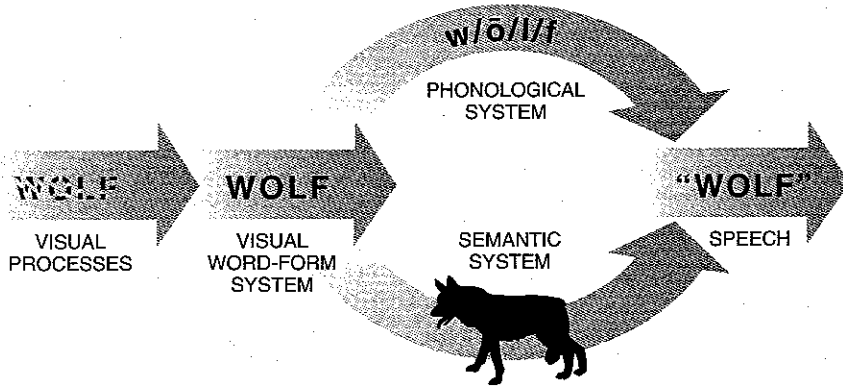 w/ō/l/f
PHONOLOGICAL
SYSTEM
WOLF
VISUAL
PROCESSES
WOLF
VISUAL
WORD-FORM
SYSTEM
SEMANTIC
SYSTEM
“WOLF”
SPEECH